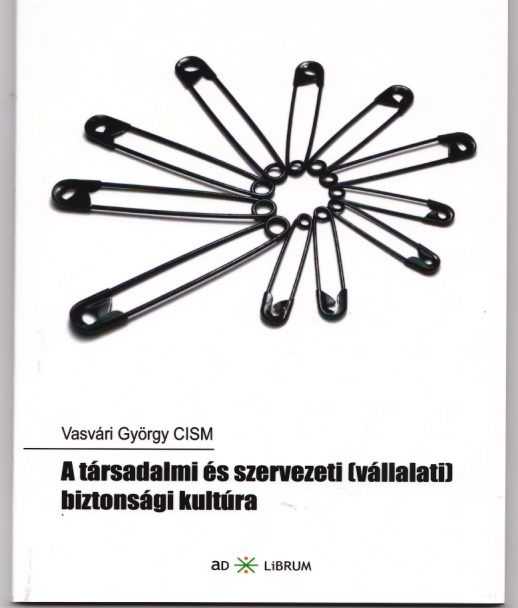 Vasvári György CISM
A társadalmi és szervezeti (vállalati)
biztonsági kultúra
aD LiBRUM